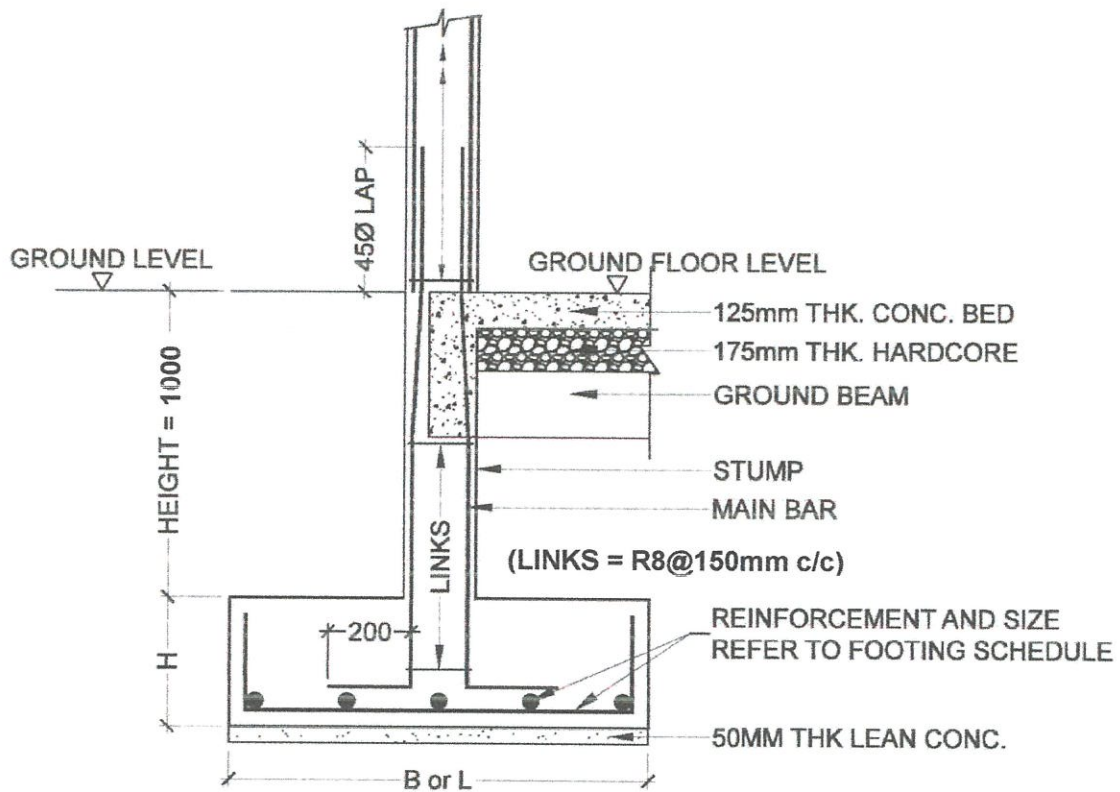 45Ø LAP
GROUND LEVEL
GROUND FLOOR LEVEL
125mm THK. CONC. BED
175mm THK. HARDCORE
HEIGHT = 1000
GROUND BEAM
STUMP
MAIN BAR
LINKS
(LINKS = R8@150mm c/c)
200
REINFORCEMENT AND SIZE
REFER TO FOOTING SCHEDULE
H
50MM THK LEAN CONC.
B or L